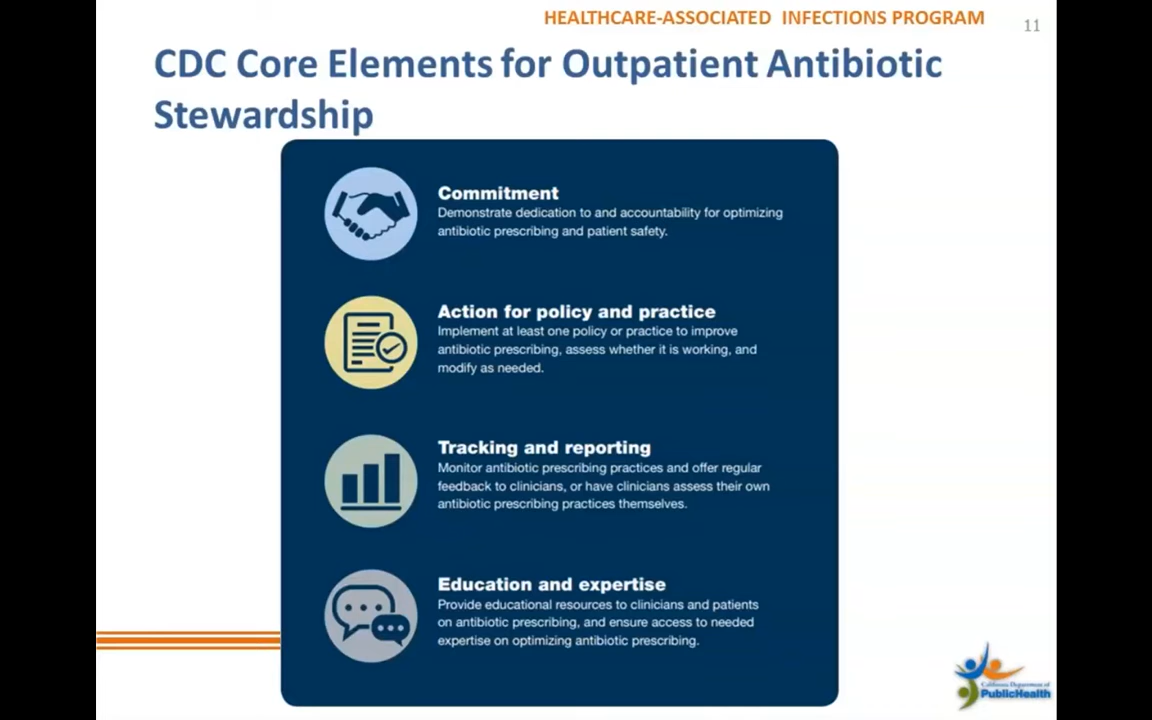 HEALTHCARE-ASSOCIATED INFECTIONS PROGRAM
11
CDC Core Elements for Outpatient Antibiotic
Stewardship
Commitment
Demonstrate dedication to and accountability for optimizing
antibiotic prescribing and patient safety.
Action for policy and practice
Implement at least one policy or practice to improve
antibiotic prescribing, assess whether it is working, and
modify as needed.
Tracking and reporting
Monitor antibiotic prescribing practices and offer regular
feedback to clinicians, or have clinicians assess their own
antibiotic prescribing practices themselves.
Education and expertise
Provide educational resources to clinicians and patients
on antibiotic prescribing, and ensure access to needed
expertise on optimizing antibiotic prescribing.
California Department of
PublicHealth